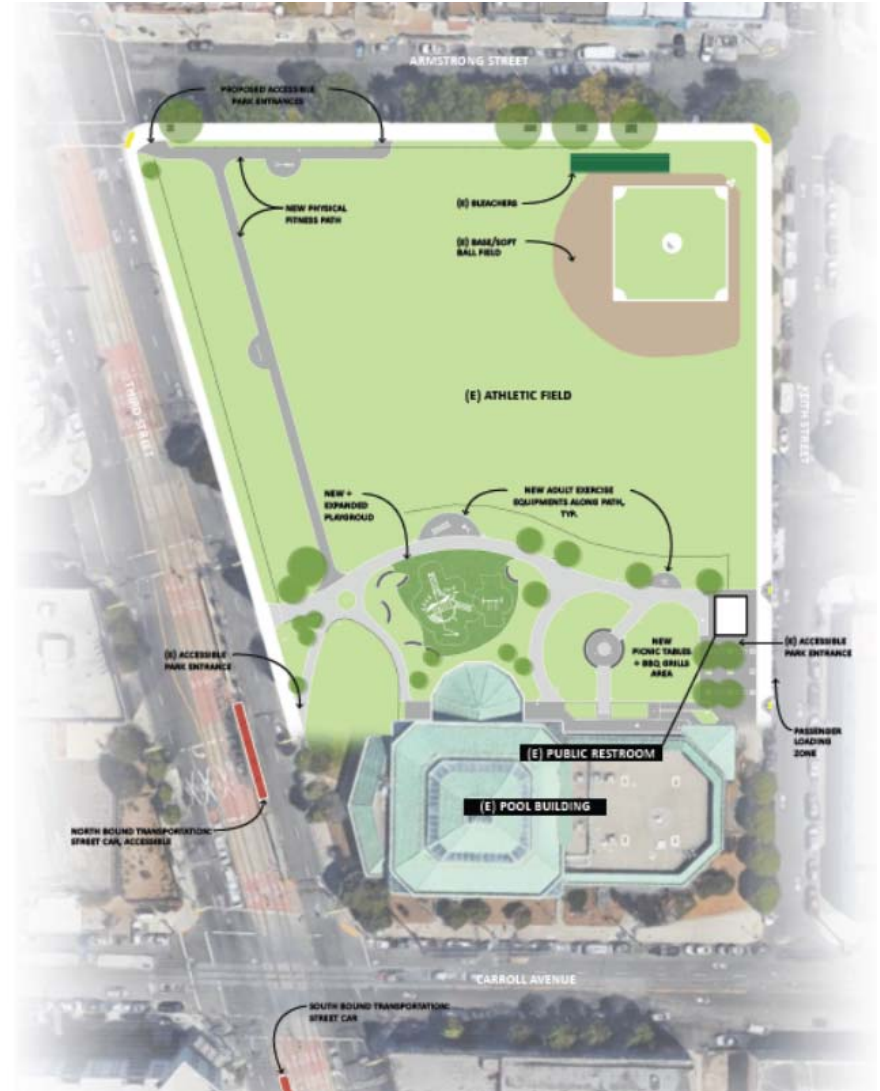 ARMSTRONG STREET
PROPOSED ACCESSIBLE
PARK ENTRANCES
NEW PHYSICAL
FITNESS PATH
(E) BLEACHERS
(E) BASE/SOFT
BALL FIELD
THIRD STREET
KEITH STREET
(E) ATHLETIC FIELD
NEW +
EXPANDED
PLAYGROUD
NEW ADULT EXERCISE
EQUIPMENTS ALONG PATH,
TYP.
(E) ACCESSIBLE
PARK ENTRANCE
NEW
PICNIC TABLES
+ BBQ GRILLS
AREA
(E) ACCESSIBLE
PARK ENTRANCE
PASSENGER
LOADING
ZONE
(E) PUBLIC RESTROOM
(E) POOL BUILDING
NORTH BOUND TRANSPORTATION:
STREET CAR, ACCESSIBLE
CARROLL AVENUE
SOUTH BOUND TRANSPORTATION:
STREET CAR